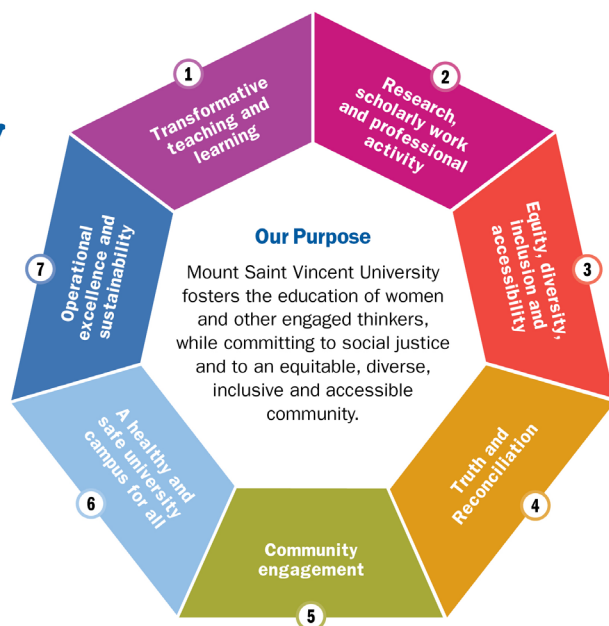 1
Transformative
teaching and
learning
2
Research,
scholarly work
and professional
activity
3
Equity, diversity,
inclusion and
accessibility
4
Truth and
Reconciliation
5
Community
engagement
6
A healthy and
safe university
campus for all
7
Operational
excellence and
sustainability
Our Purpose
Mount Saint Vincent University
fosters the education of women
and other engaged thinkers,
while committing to social justice
and to an equitable, diverse,
inclusive and accessible
community.